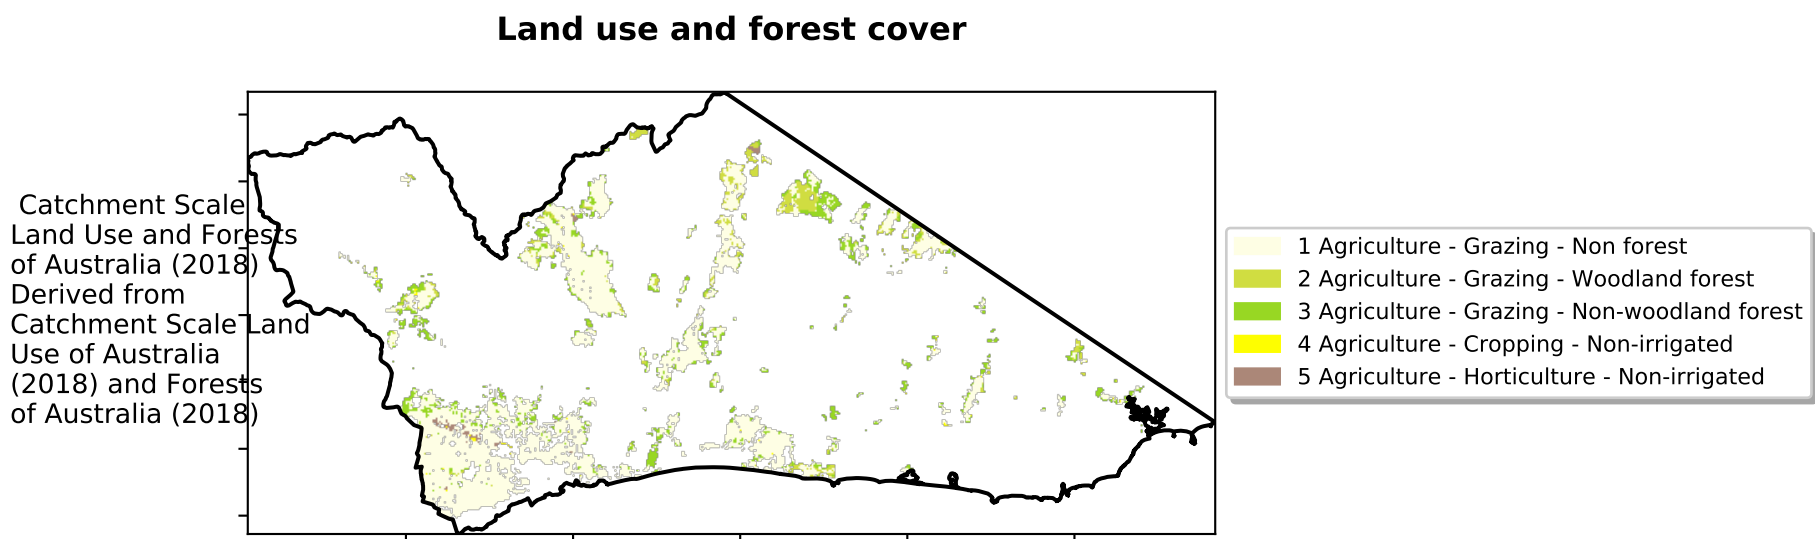 Land use and forest cover
Catchment Scale
Land Use and Forests
of Australia (2018)
Derived from
Catchment Scale Land
Use of Australia
(2018) and Forests
of Australia (2018)
1 Agriculture - Grazing - Non forest
2 Agriculture - Grazing - Woodland forest
3 Agriculture - Grazing - Non-woodland forest
4 Agriculture - Cropping - Non-irrigated
5 Agriculture - Horticulture - Non-irrigated